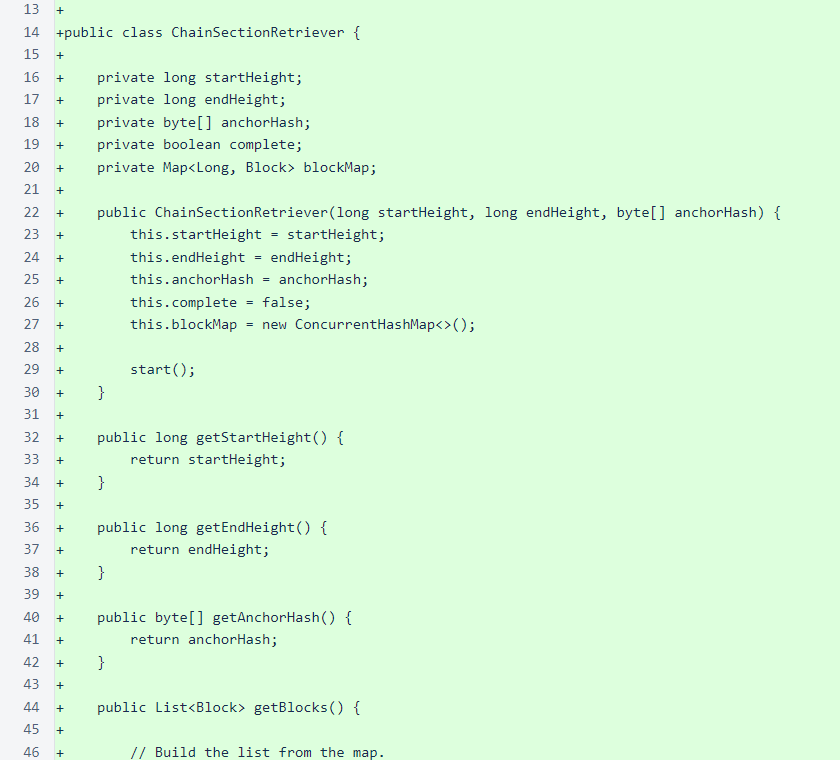 13 +
14 +public class ChainSectionRetriever {
15 +
16 +    private long startHeight;
17 +    private long endHeight;
18 +    private byte[] anchorHash;
19 +    private boolean complete;
20 +    private Map<Long, Block> blockMap;
21 +
22 +    public ChainSectionRetriever(long startHeight, long endHeight, byte[] anchorHash) {
23 +        this.startHeight = startHeight;
24 +        this.endHeight = endHeight;
25 +        this.anchorHash = anchorHash;
26 +        this.complete = false;
27 +        this.blockMap = new ConcurrentHashMap<>();
28 +
29 +        start();
30 +    }
31 +
32 +    public long getStartHeight() {
33 +        return startHeight;
34 +    }
35 +
36 +    public long getEndHeight() {
37 +        return endHeight;
38 +    }
39 +
40 +    public byte[] getAnchorHash() {
41 +        return anchorHash;
42 +    }
43 +
44 +    public List<Block> getBlocks() {
45 +
46 +        // Build the list from the map.